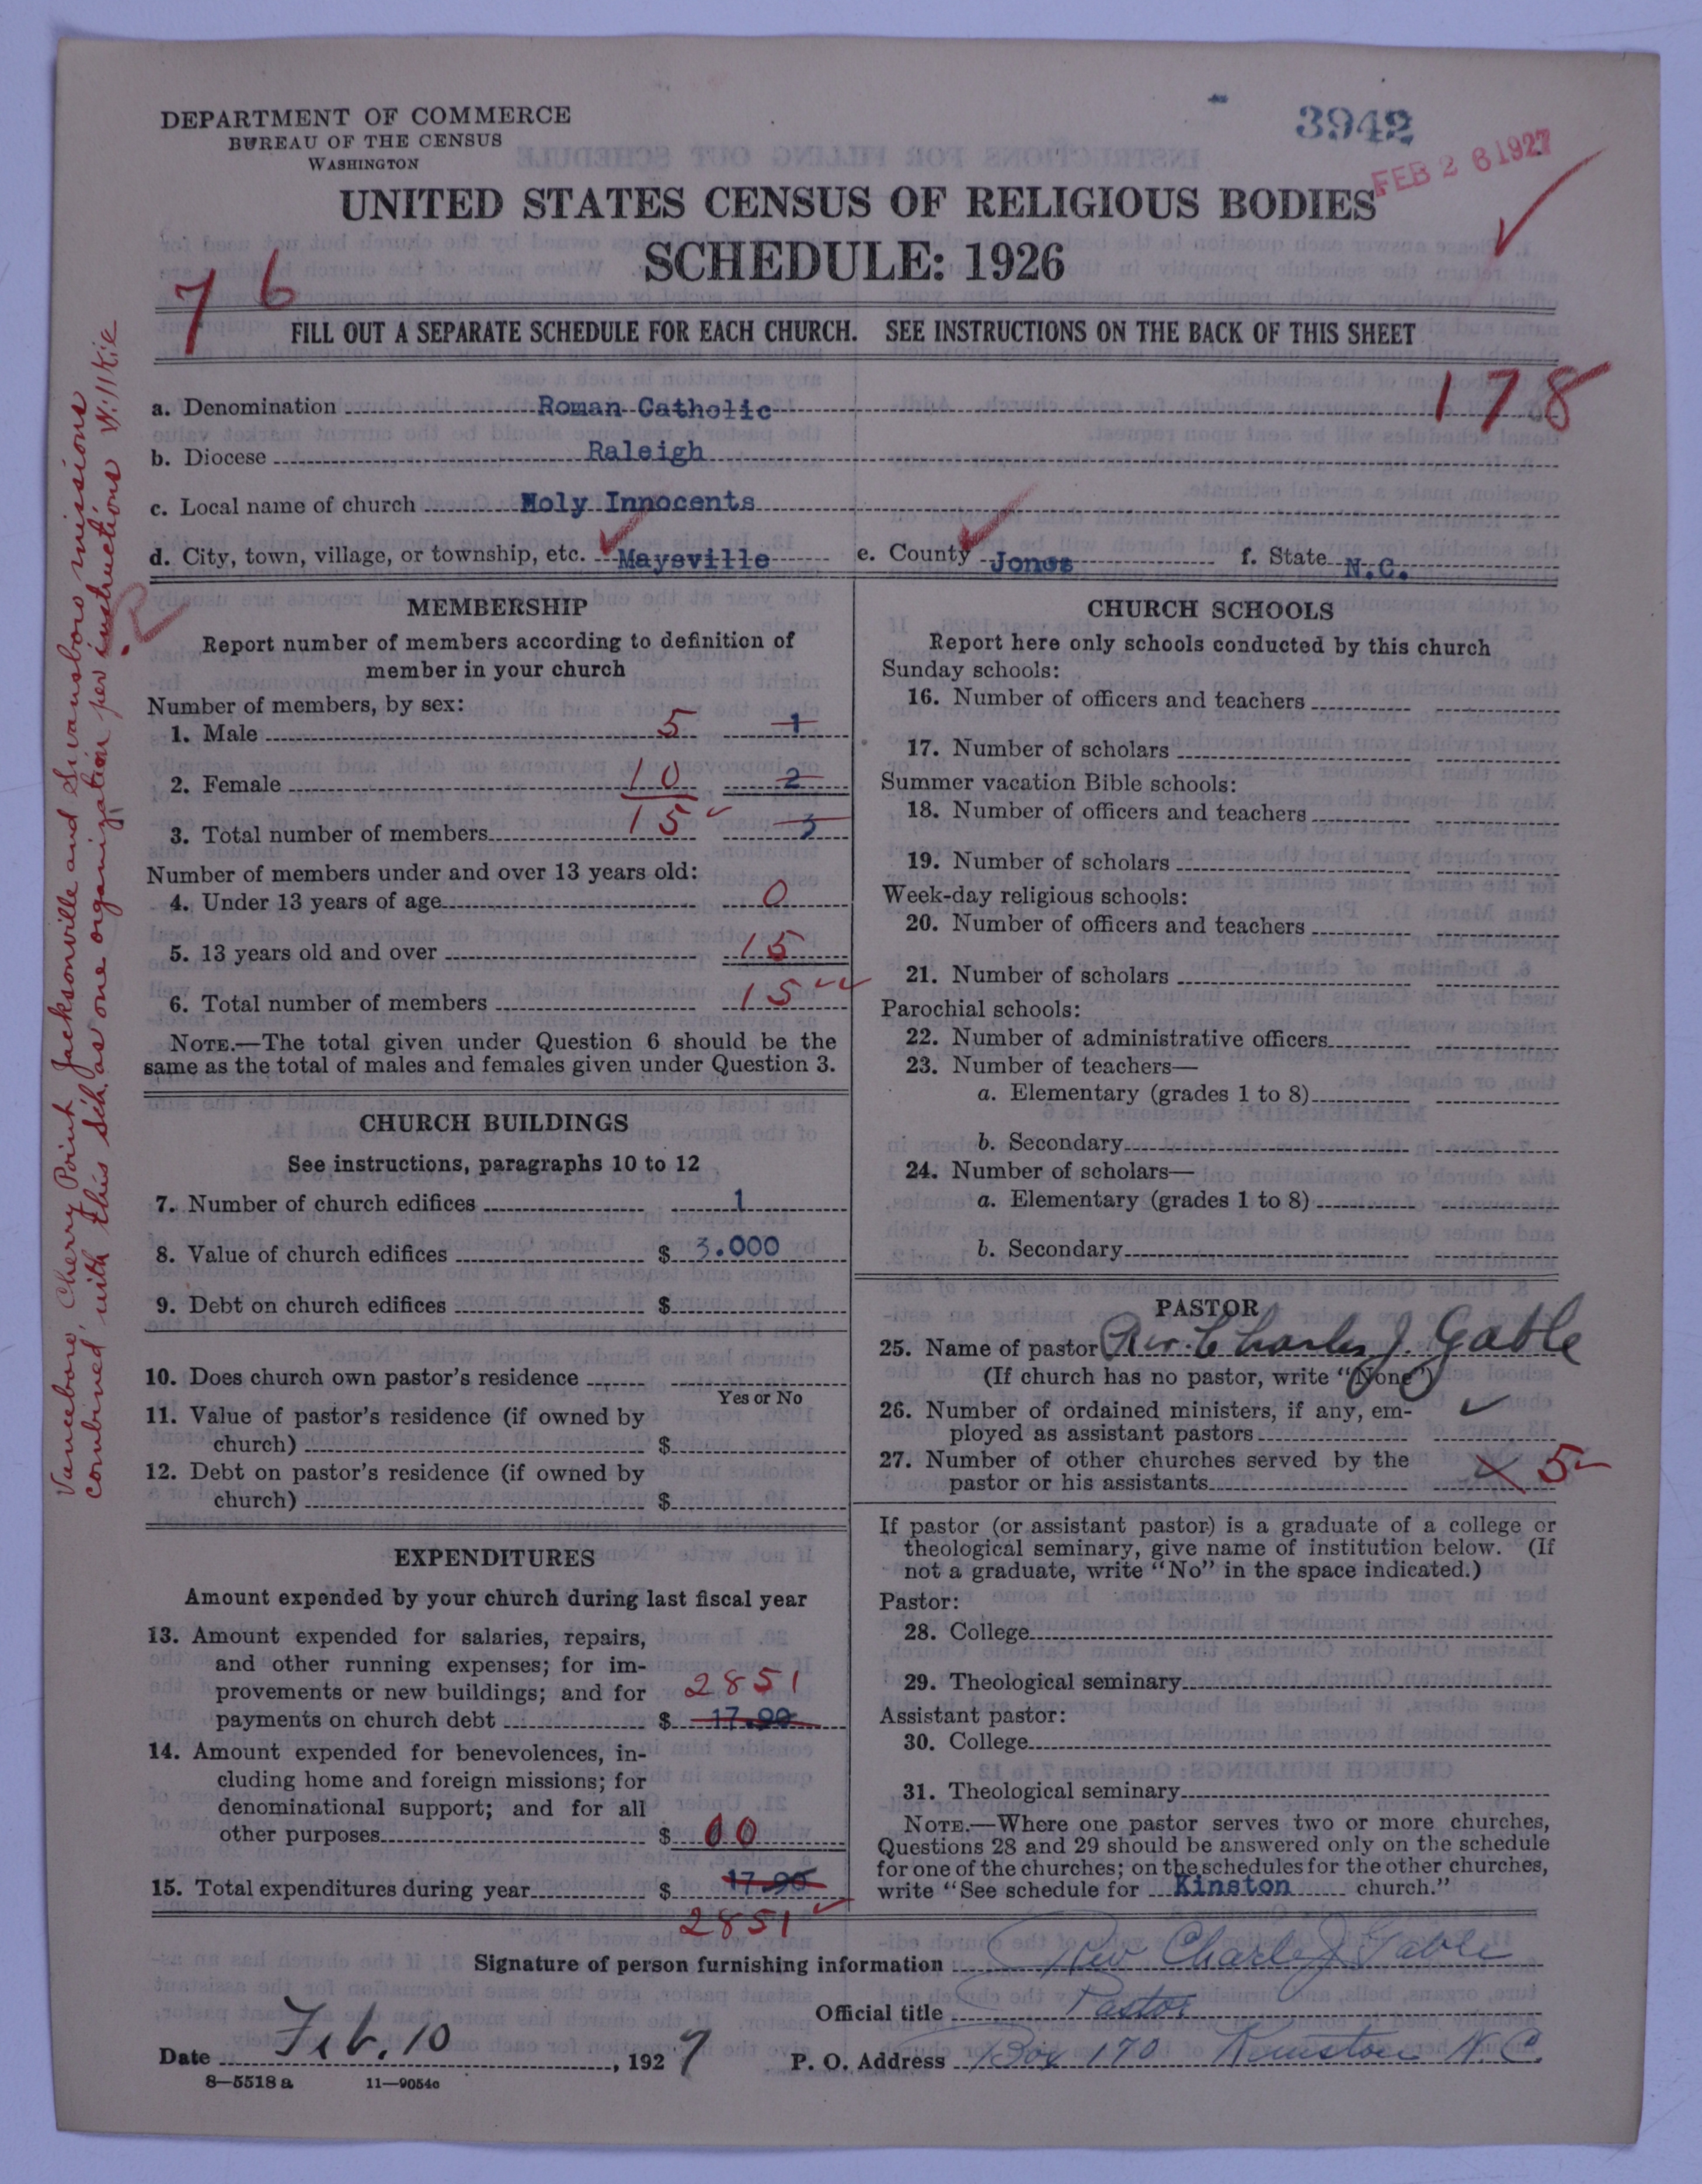 DEPARTMENT OF COMMERCE
BUREAU OF THE CENSUS
WASHINGTON
3942
FEB 26 1927
UNITED STATES CENSUS OF RELIGIOUS BODIES
SCHEDULE: 1926
76
FILL OUT A SEPARATE SCHEDULE FOR EACH CHURCH. SEE INSTRUCTIONS ON THE BACK OF THIS SHEET
178
a. Denomination Roman Catholic
b. Diocese Raleigh
c. Local name of church Holy Innocents
d. City, town, village, or township, etc. Maysville e. County Jones f. State N.C.
Vanceboro, Cherry Point Jacksonville and Swansboro missions
combined with this sch. as one organization per instructions Willkie
MEMBERSHIP
Report number of members according to definition of
member in your church
Number of members, by sex:
1. Male 5 1
2. Female 10 2
3. Total number of members 15 3
Number of members under and over 13 years old:
4. Under 13 years of age 0
5. 13 years old and over 15
6. Total number of members 15
NOTE.—The total given under Question 6 should be the
same as the total of males and females given under Question 3.
CHURCH BUILDINGS
See instructions, paragraphs 10 to 12
7. Number of church edifices 1
8. Value of church edifices $ 3.000
9. Debt on church edifices $
10. Does church own pastor's residence
Yes or No
11. Value of pastor's residence (if owned by
church) $
12. Debt on pastor's residence (if owned by
church) $
EXPENDITURES
Amount expended by your church during last fiscal year
13. Amount expended for salaries, repairs,
and other running expenses; for im-
provements or new buildings; and for 2851
payments on church debt $ 17.90
14. Amount expended for benevolences, in-
cluding home and foreign missions; for
denominational support; and for all
other purposes $ 00
15. Total expenditures during year $ 17.90
2851
CHURCH SCHOOLS
Report here only schools conducted by this church
Sunday schools:
16. Number of officers and teachers
17. Number of scholars
Summer vacation Bible schools:
18. Number of officers and teachers
19. Number of scholars
Week-day religious schools:
20. Number of officers and teachers
21. Number of scholars
Parochial schools:
22. Number of administrative officers
23. Number of teachers—
a. Elementary (grades 1 to 8)
b. Secondary
24. Number of scholars—
a. Elementary (grades 1 to 8)
b. Secondary
PASTOR
25. Name of pastor Rev. Charles J. Gable
(If church has no pastor, write "None")
26. Number of ordained ministers, if any, em-
ployed as assistant pastors
27. Number of other churches served by the
pastor or his assistants 5
If pastor (or assistant pastor) is a graduate of a college or
theological seminary, give name of institution below. (If
not a graduate, write "No" in the space indicated.)
Pastor:
28. College
29. Theological seminary
Assistant pastor:
30. College
31. Theological seminary
NOTE.—Where one pastor serves two or more churches,
Questions 28 and 29 should be answered only on the schedule
for one of the churches; on the schedules for the other churches,
write "See schedule for Kinston church."
Signature of person furnishing information Rev Charles J Gable
Official title Pastor
Date Feb. 10, 1927 P. O. Address Box 170 Kinston N. C.
8—5518 a 11—9054c